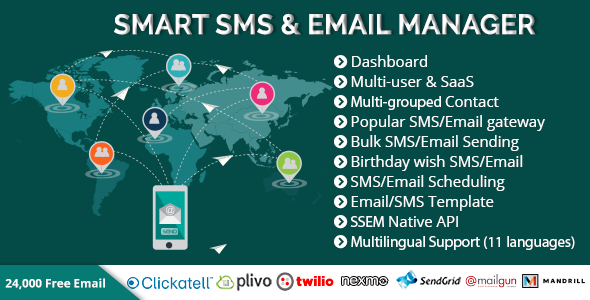 SMART SMS & EMAIL MANAGER
Dashboard
Multi-user & SaaS
Multi-grouped Contact
Popular SMS/Email gateway
Bulk SMS/Email Sending
Birthday wish SMS/Email
SMS/Email Scheduling
Email/SMS Template
SSEM Native API
Multilingual Support (11 languages)
SEND
24,000 Free Email
Clickatell
plivo
twilio
nexmo
SendGrid
@mailgun
MANDRILL